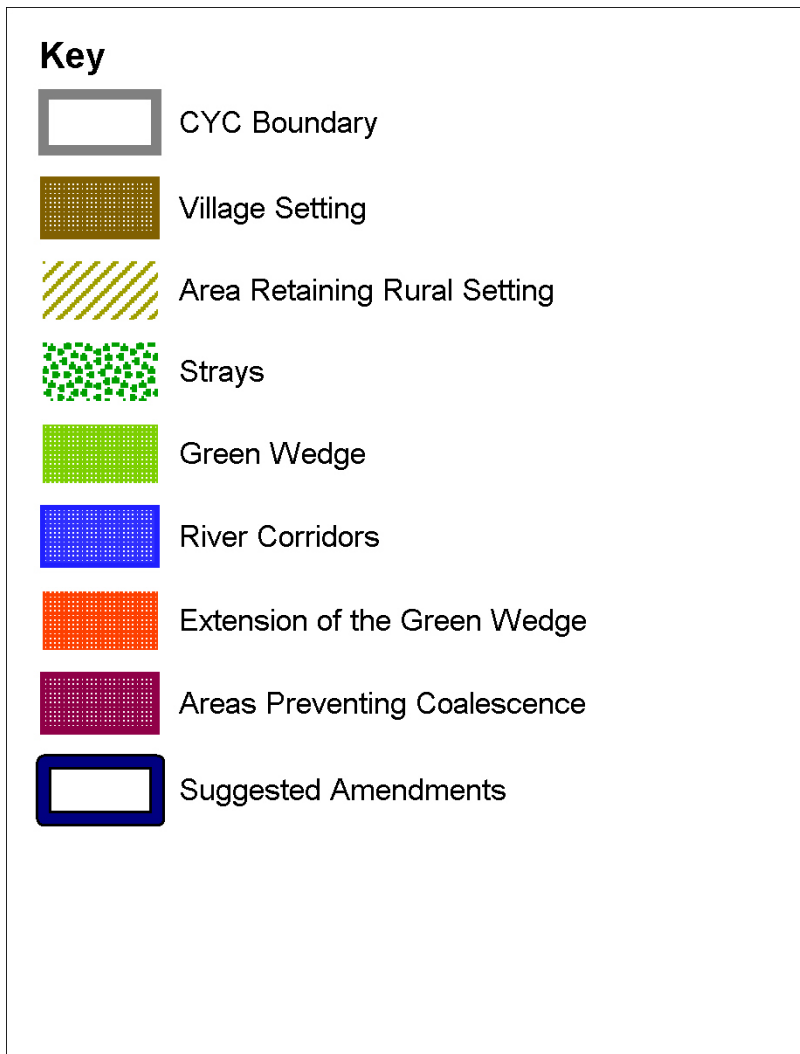 Key
CYC Boundary
Village Setting
Area Retaining Rural Setting
Strays
Green Wedge
River Corridors
Extension of the Green Wedge
Areas Preventing Coalescence
Suggested Amendments